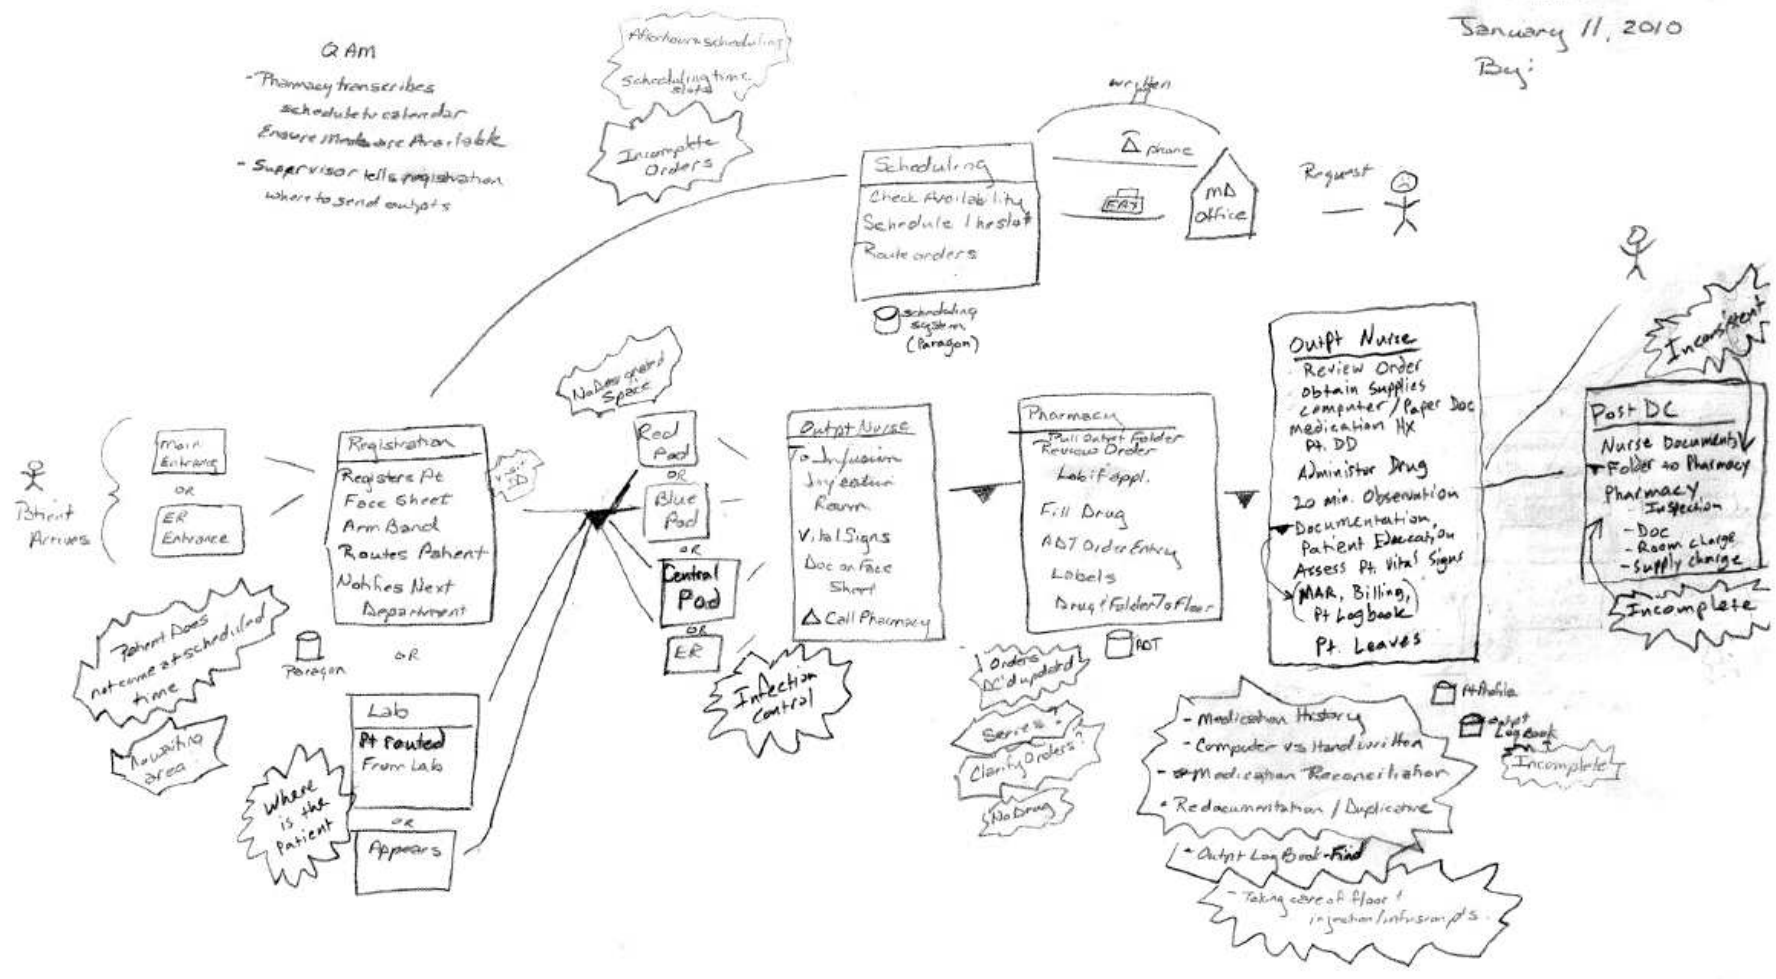 January 11, 2010
By:
QAM
- Pharmacy transcribes
schedule to calendar
Ensure Meds are Available
- Supervisor tells registration
where to send outpts
Afterhours scheduling
Scheduling time
slots
Incomplete
Orders
Scheduling
Check Availability
Schedule 1 hr slot
Route orders
scheduling
system
(Paragon)
written
phone
FAX
MD
Office
Request
Patient
Arrives
Main
Entrance
OR
ER
Entrance
Registration
Registers Pt
Face Sheet
Arm Band
Routes Patient
Notifies Next
Department
Paragon
OR
Patient Does
not come at scheduled
time
No waiting
area
Where
is the
Patient
Lab
Pt routed
From Lab
OR
Appears
No Designated
Space
Red
Pod
OR
Blue
Pod
OR
Central
Pod
OR
ER
Outpt Nurse
To Infusion
Injection
Room
Vital Signs
Doc on Face
Sheet
Call Pharmacy
Infection
Control
Pharmacy
Pull Outpt Folder
Review Order
Lab if appl.
Fill Drug
ADT Order Entry
Labels
Drug & Folder To Floor
ADT
Orders
DC'd updated
Clarify Orders?
No Drug
Outpt Nurse
Review Order
Obtain Supplies
Computer / Paper Doc
Medication Hx
Pt. DD
Administer Drug
20 min. Observation
Documentation,
Patient Education
Assess Pt. Vital Signs
(MAR, Billing,
Pt Logbook)
Pt. Leaves
Pt Profile
Outpt
Log Book
Incomplete
- Medication History
- Computer vs Handwritten
- Medication Reconciliation
• Redocumentation / Duplicative
• Outpt Log Book - Find
- Taking care of floor &
injection/infusion pts.
Inconsistent
Post DC
Nurse Documents
Folder to Pharmacy
Pharmacy
- Inspection
- Doc
- Room charge
- Supply charge
Incomplete